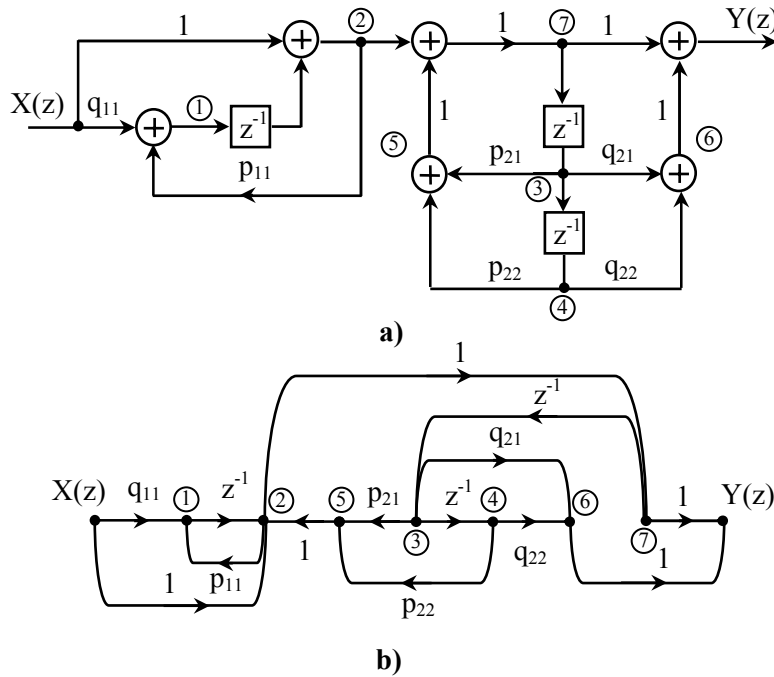 1 ② 1 ⑦ 1 Y(z)
X(z) q₁₁ ① z⁻¹ z⁻¹
1 1
⑤ p₂₁ q₂₁ ⑥
p₁₁ ③
z⁻¹
p₂₂ q₂₂
④
a)
1
z⁻¹
q₂₁
X(z) q₁₁ ① z⁻¹ ② ⑤ p₂₁ z⁻¹ ④ ⑥ 1 Y(z)
1 ③ q₂₂ ⑦
p₁₁ 1
1 p₂₂
b)